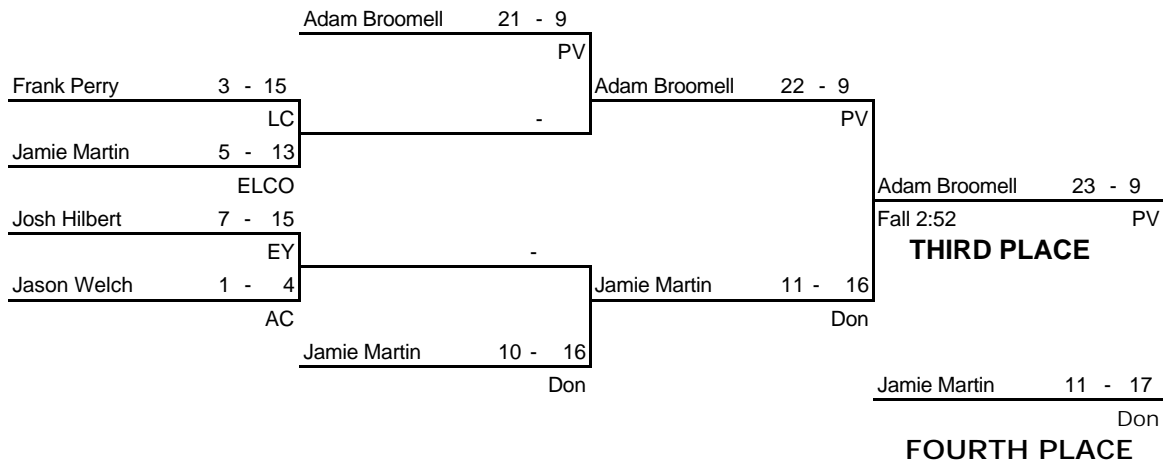 Adam Broomell 21 - 9
PV
Frank Perry 3 - 15
Adam Broomell 22 - 9
LC
-
PV
Jamie Martin 5 - 13
ELCO
Adam Broomell 23 - 9
Josh Hilbert 7 - 15
Fall 2:52
PV
EY
-
THIRD PLACE
Jason Welch 1 - 4
Jamie Martin 11 - 16
AC
Don
Jamie Martin 10 - 16
Don
Jamie Martin 11 - 17
Don
FOURTH PLACE